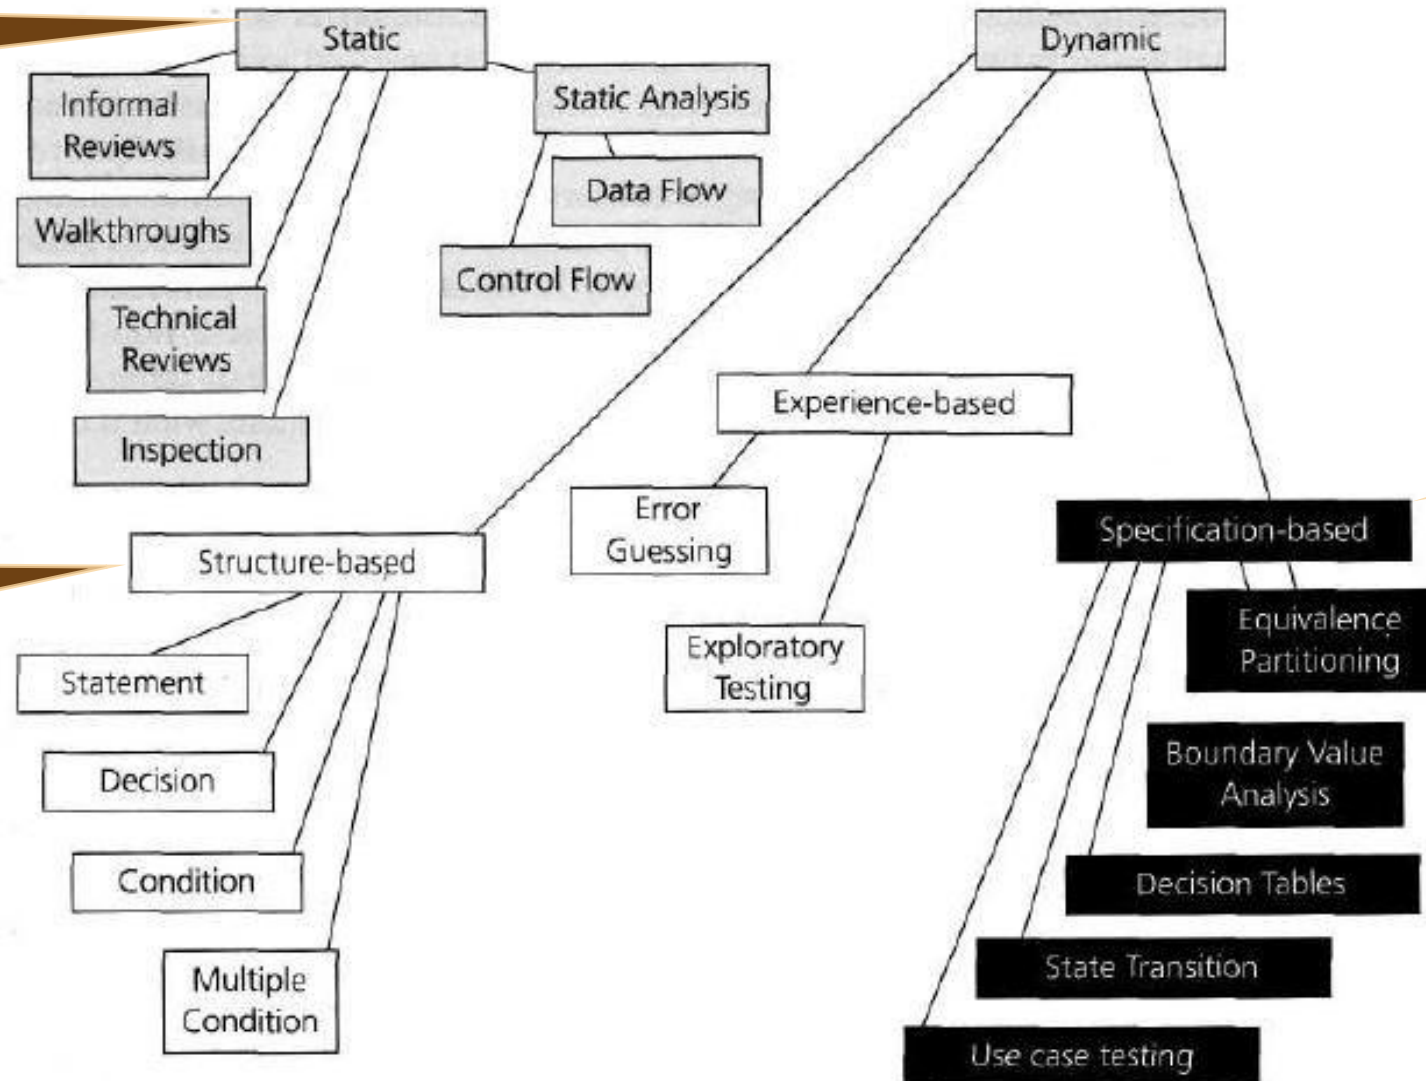 Static
Dynamic
Informal
Reviews
Static Analysis
Data Flow
Walkthroughs
Control Flow
Technical
Reviews
Inspection
Experience-based
Error
Guessing
Exploratory
Testing
Structure-based
Statement
Decision
Condition
Multiple
Condition
Specification-based
Equivalence
Partitioning
Boundary Value
Analysis
Decision Tables
State Transition
Use case testing